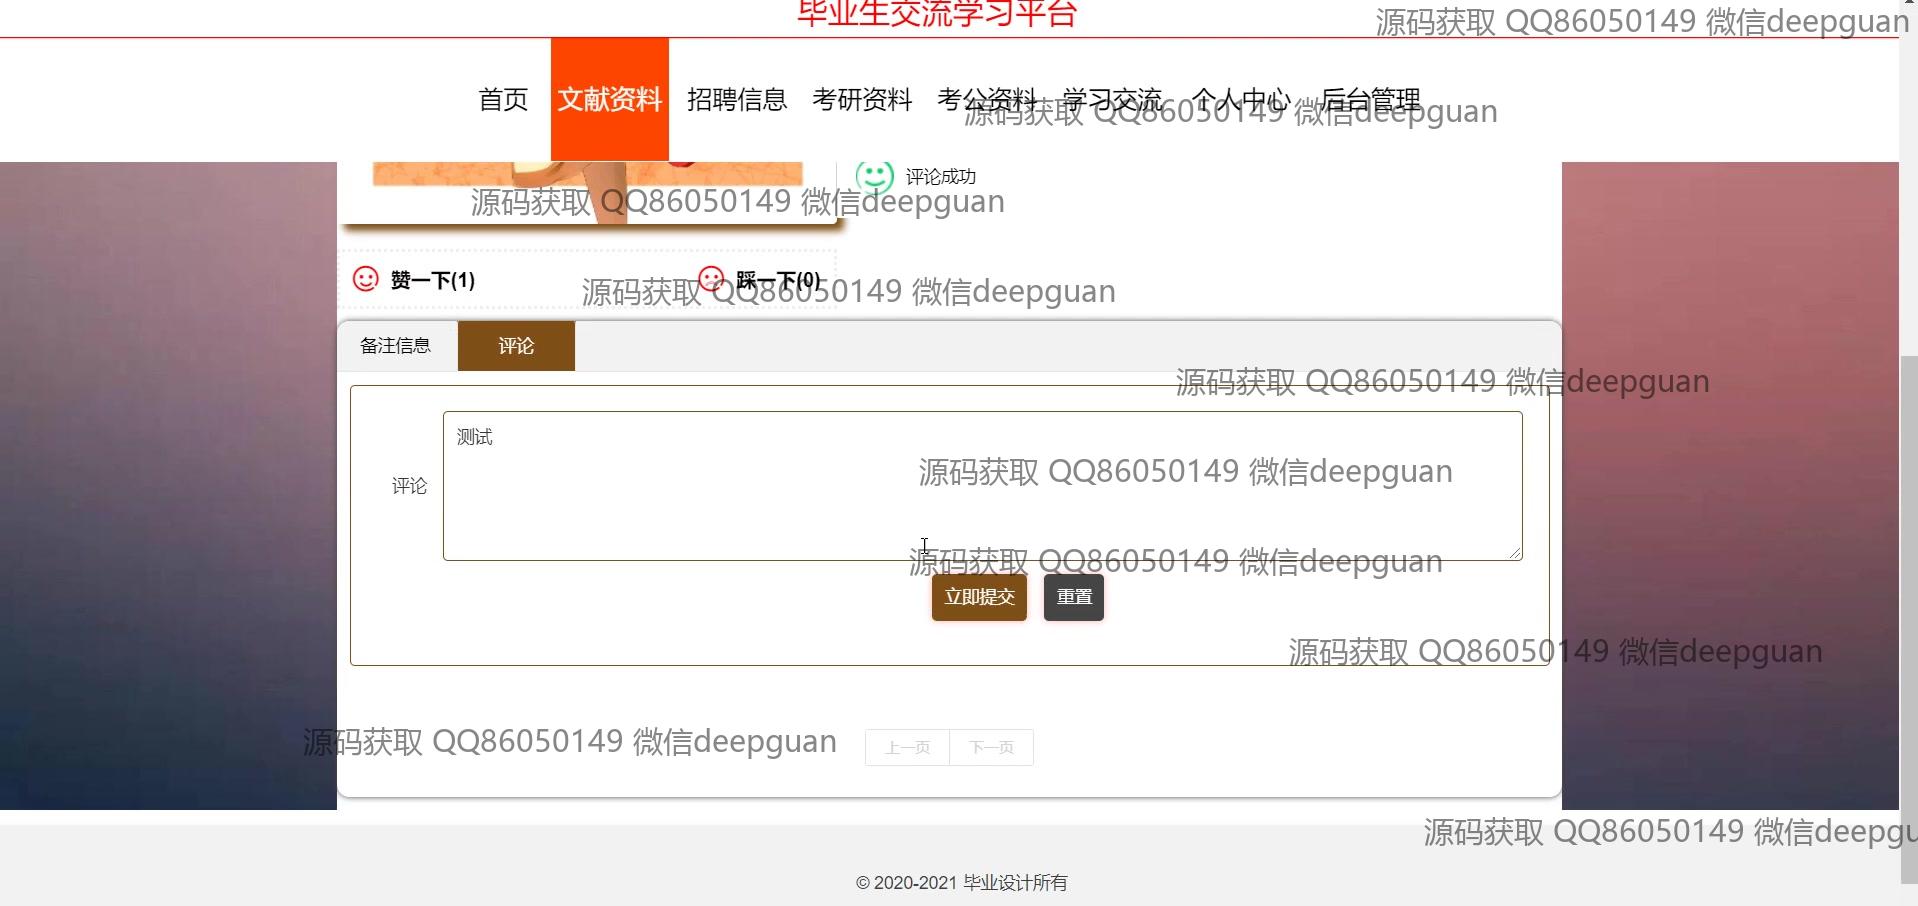 毕业生交流学习平台
源码获取 QQ86050149 微信deepguan
首页 文献资料 招聘信息 考研资料 考公资料 学习交流 个人中心 后台管理
源码获取 QQ86050149 微信deepguan
评论成功
源码获取 QQ86050149 微信deepguan
赞一下(1) 踩一下(0)
源码获取 QQ86050149 微信deepguan
备注信息 评论
源码获取 QQ86050149 微信deepguan
测试
源码获取 QQ86050149 微信deepguan
评论
源码获取 QQ86050149 微信deepguan
立即提交 重置
源码获取 QQ86050149 微信deepguan
源码获取 QQ86050149 微信deepguan
上一页 下一页
源码获取 QQ86050149 微信deepgu
© 2020-2021 毕业设计所有